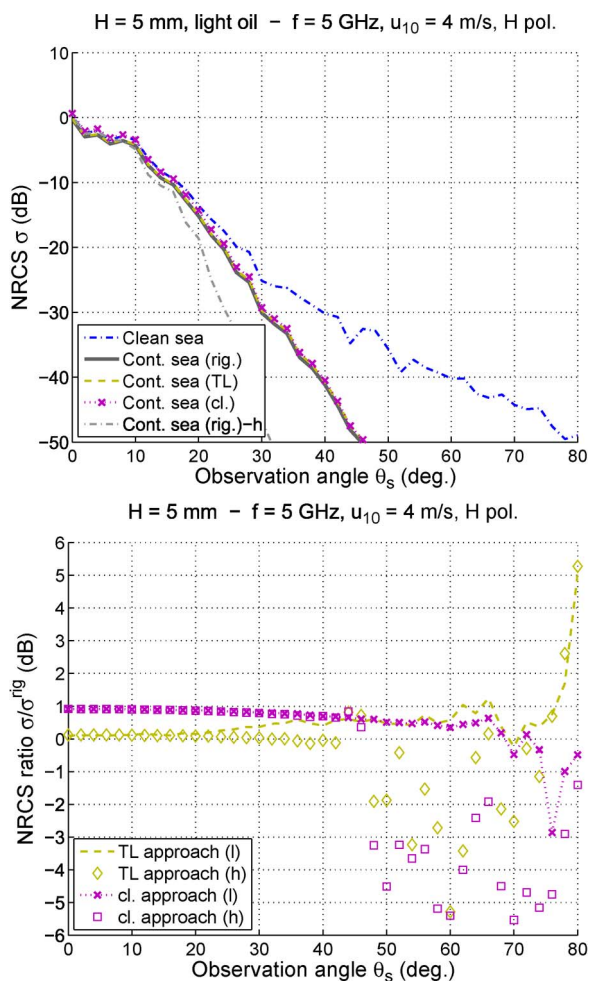 H = 5 mm, light oil − f = 5 GHz, u10 = 4 m/s, H pol.
10
0
−10
−20
−30
−40
−50
NRCS σ (dB)
Clean sea
Cont. sea (rig.)
Cont. sea (TL)
Cont. sea (cl.)
Cont. sea (rig.)−h
0 10 20 30 40 50 60 70 80
Observation angle θs (deg.)
H = 5 mm − f = 5 GHz, u10 = 4 m/s, H pol.
6
5
4
3
2
1
0
−1
−2
−3
−4
−5
−6
NRCS ratio σ/σrig (dB)
TL approach (l)
TL approach (h)
cl. approach (l)
cl. approach (h)
0 10 20 30 40 50 60 70 80
Observation angle θs (deg.)